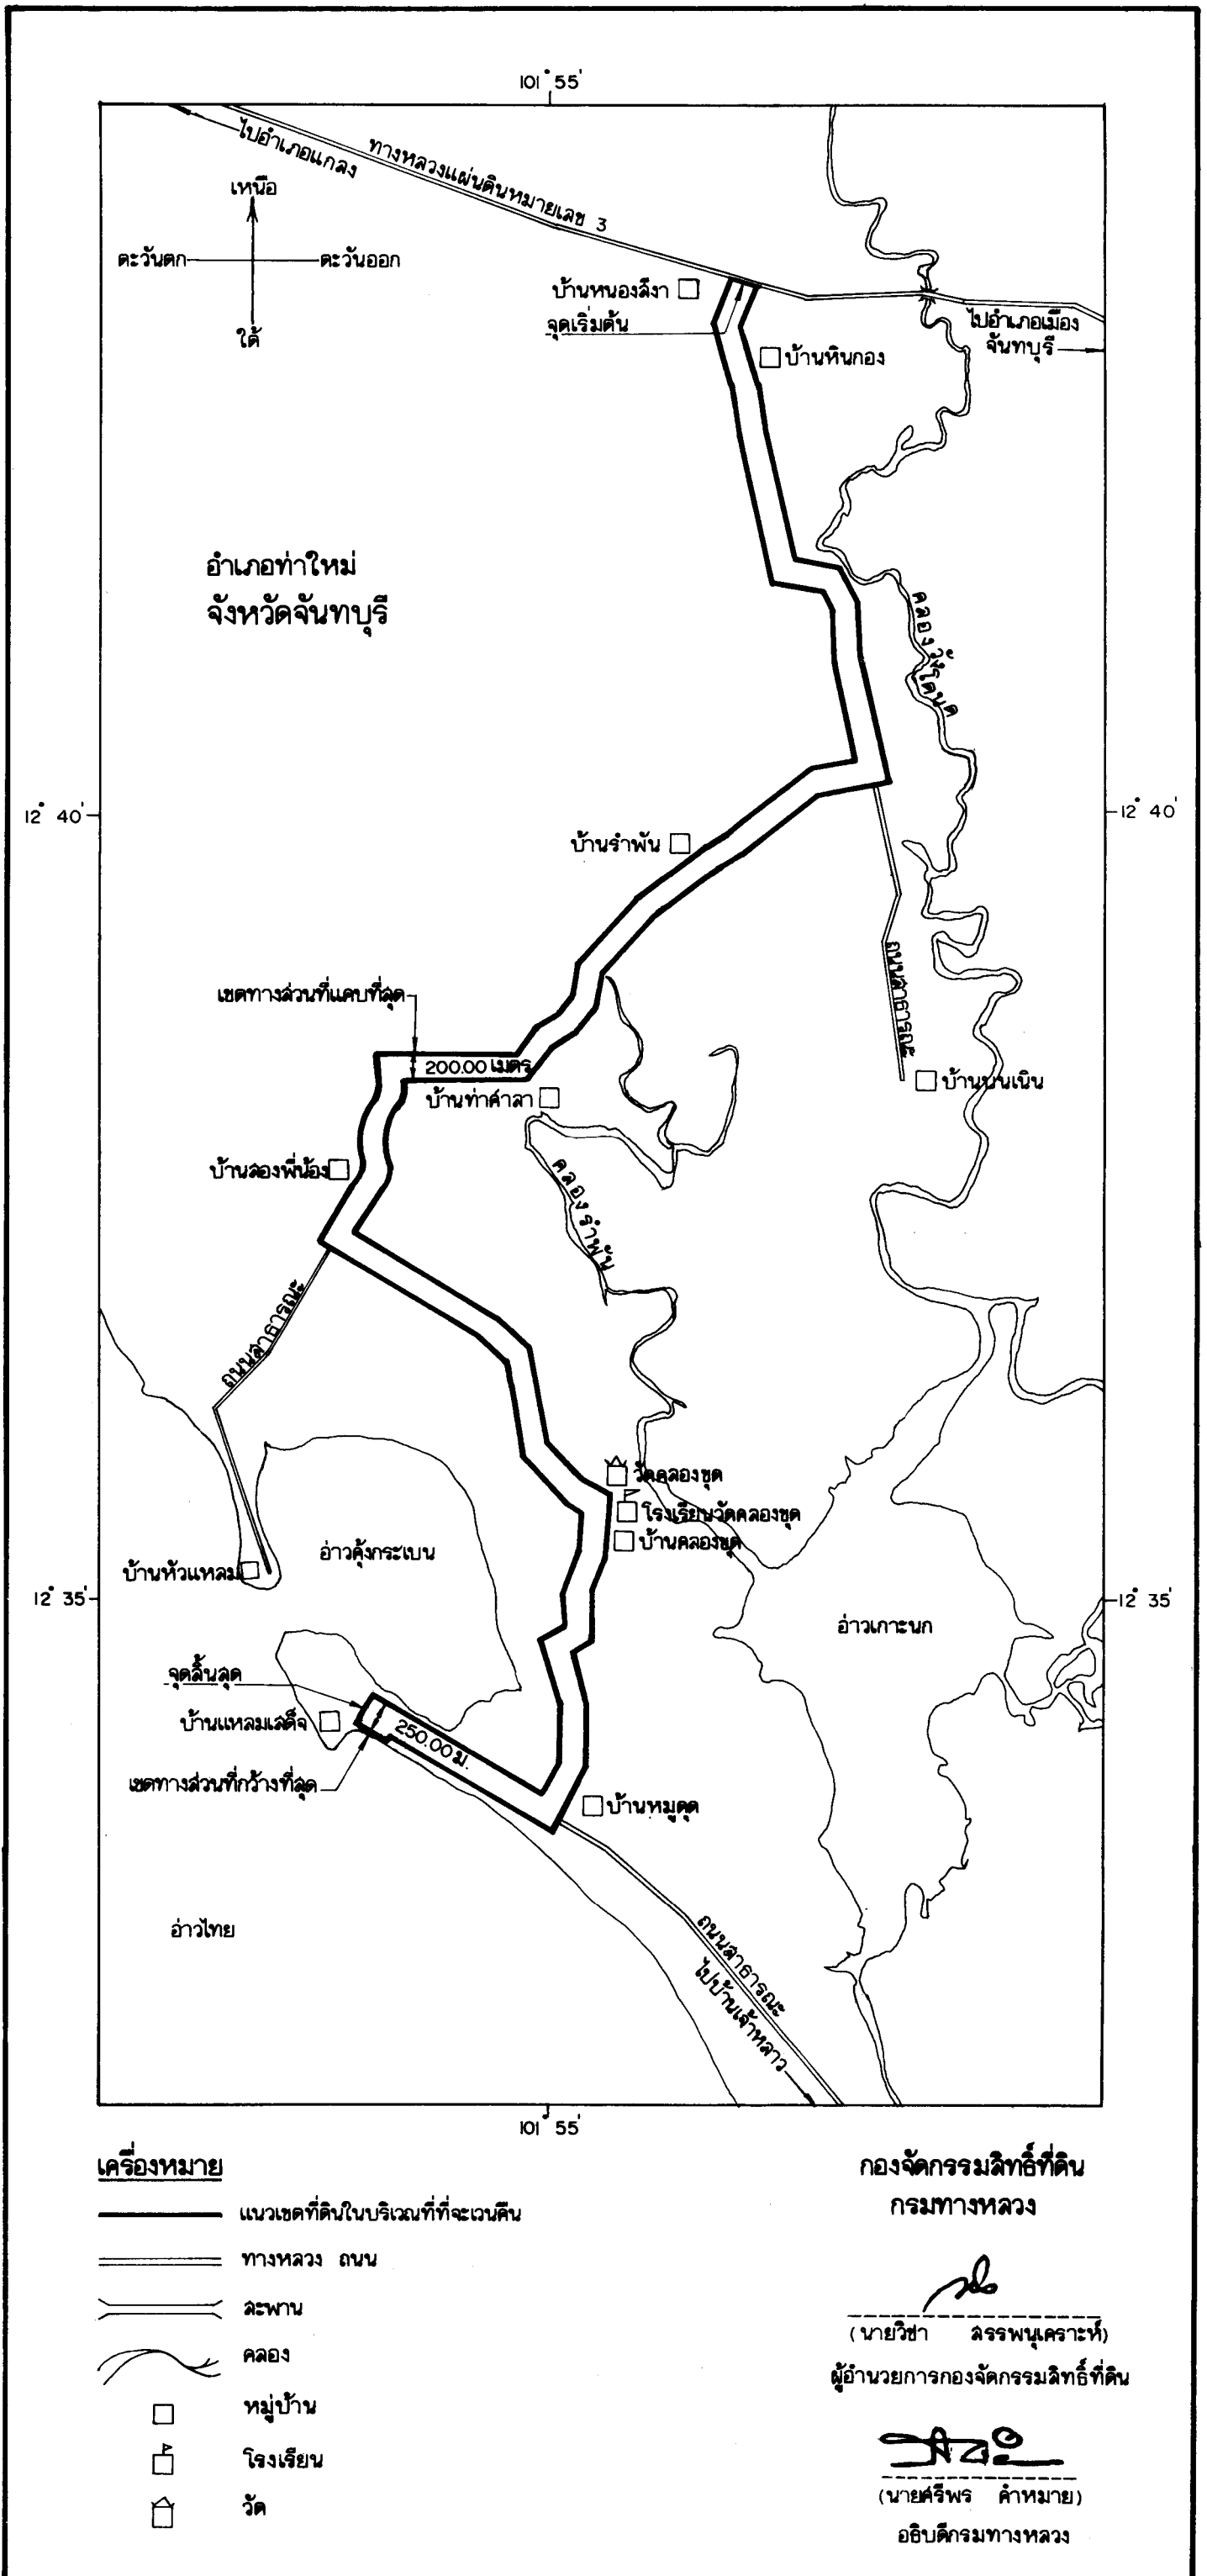 101° 55'
ไปอำเภอแกลง
ทางหลวงแผ่นดินหมายเลข 3
เหนือ
ตะวันตก
ตะวันออก
ใต้
บ้านหนองสีงา
จุดเริ่มต้น
ไปอำเภอเมือง
จันทบุรี
บ้านหินกอง
อำเภอท่าใหม่
จังหวัดจันทบุรี
คลองวังโตนด
12° 40'
12° 40'
บ้านรำพัน
ถนนสาธารณะ
เขตทางส่วนที่แคบที่สุด
200.00 เมตร
บ้านบนเนิน
บ้านท่าศาลา
บ้านสองพี่น้อง
คลองรำพัน
ถนนสาธารณะ
วัดคลองขุด
โรงเรียนวัดคลองขุด
บ้านคลองขุด
อ่าวคุ้งกระเบน
บ้านหัวแหลม
12° 35'
12° 35'
อ่าวเกาะนก
จุดสิ้นสุด
บ้านแหลมเสด็จ
250.00 ม.
เขตทางส่วนที่กว้างที่สุด
บ้านหมูดุด
อ่าวไทย
ถนนสาธารณะ
ไปบ้านเจ้าหลาว
101° 55'
เครื่องหมาย
แนวเขตที่ดินในบริเวณที่ที่จะเวนคืน
ทางหลวง ถนน
สะพาน
คลอง
หมู่บ้าน
โรงเรียน
วัด
กองจัดกรรมสิทธิ์ที่ดิน
กรมทางหลวง
(นายวิชา สรรพนุเคราะห์)
ผู้อำนวยการกองจัดกรรมสิทธิ์ที่ดิน
(นายศรีพร คำหมาย)
อธิบดีกรมทางหลวง